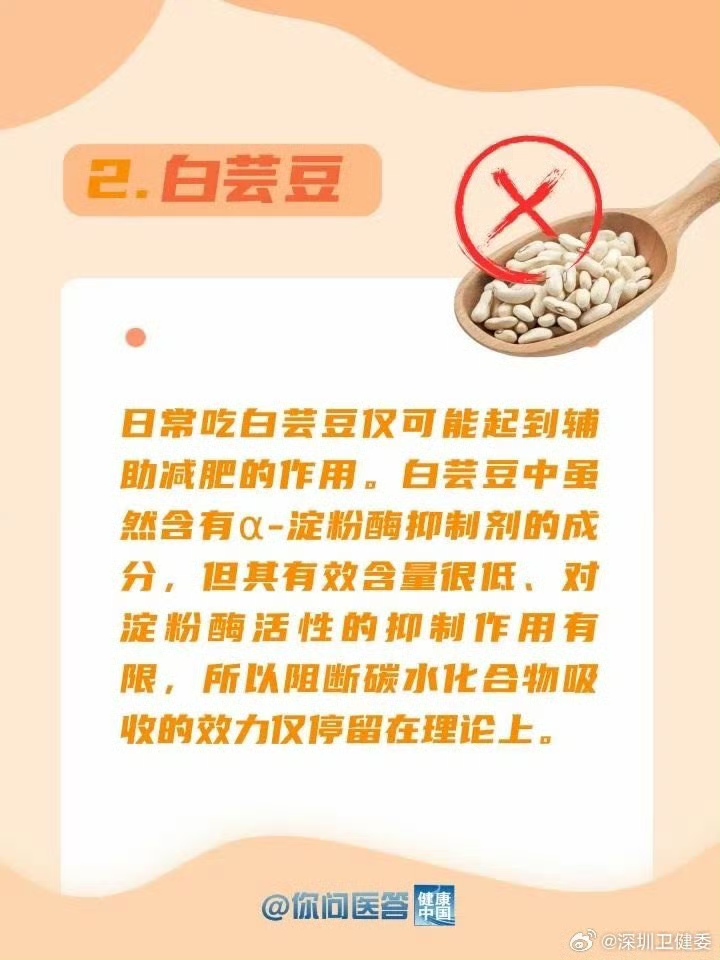 2.白芸豆
日常吃白芸豆仅可能起到辅
助减肥的作用。白芸豆中虽
然含有α-淀粉酶抑制剂的成
分，但其有效含量很低、对
淀粉酶活性的抑制作用有
限，所以阻断碳水化合物吸
收的效力仅停留在理论上。
@你问医答 健康中国
@深圳卫健委